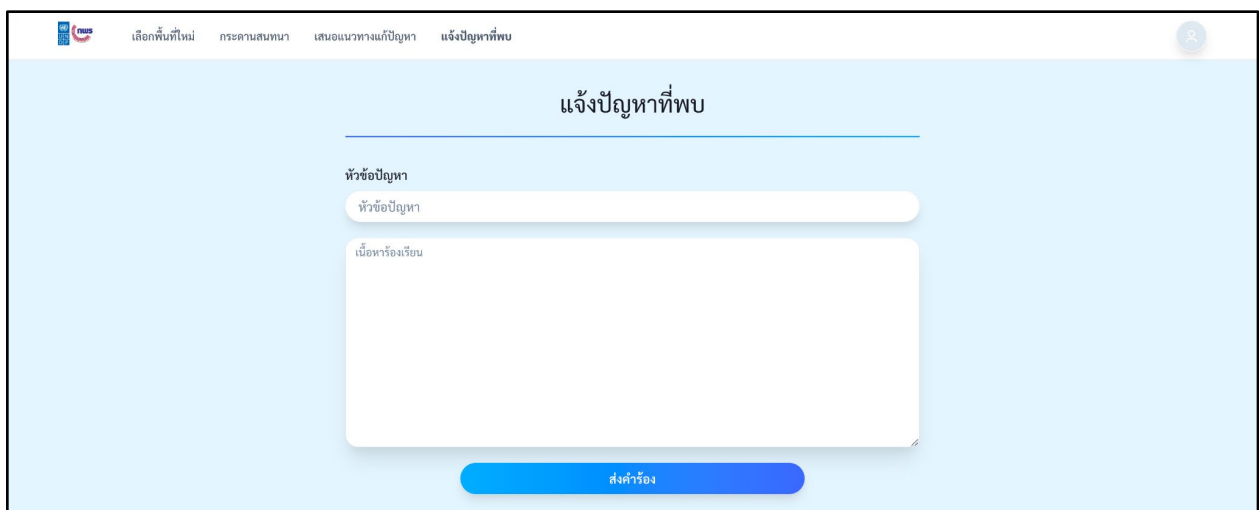 กพร เลือกพื้นที่ใหม่ กระดานสนทนา เสนอแนวทางแก้ปัญหา แจ้งปัญหาที่พบ
แจ้งปัญหาที่พบ
หัวข้อปัญหา
หัวข้อปัญหา
เนื้อหาร้องเรียน
ส่งคำร้อง